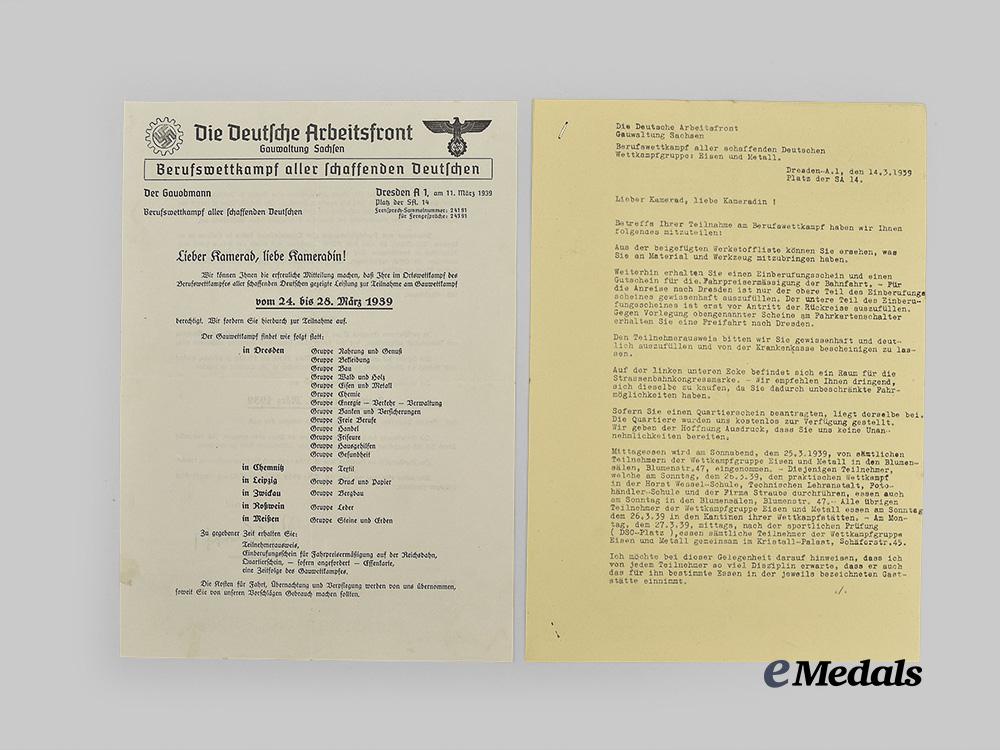 Die Deutsche Arbeitsfront
Gauwaltung Sachsen
Berufswettkampf aller schaffenden Deutschen
Der Gauobmann
Berufswettkampf aller schaffenden Deutschen
Dresden A 1, am 11. März 1939
Platz der SA. 14
Fernsprech-Sammelnummer: 24181
für Ferngespräche: 24381
Lieber Kamerad, liebe Kameradin!
Wir können Ihnen die erfreuliche Mitteilung machen, daß Ihre im Ortswettkampf des
Berufswettkampfes aller schaffenden Deutschen gezeigte Leistung zur Teilnahme am Gauwettkampf
vom 24. bis 28. März 1939
berechtigt. Wir fordern Sie hierdurch zur Teilnahme auf.
Der Gauwettkampf findet wie folgt statt:
in Dresden Gruppe Nahrung und Genuß
Gruppe Bekleidung
Gruppe Bau
Gruppe Wald und Holz
Gruppe Eisen und Metall
Gruppe Chemie
Gruppe Energie – Verkehr – Verwaltung
Gruppe Banken und Versicherungen
Gruppe Freie Berufe
Gruppe Handel
Gruppe Friseure
Gruppe Hausgehilfen
Gruppe Gesundheit
in Chemnitz Gruppe Textil
in Leipzig Gruppe Druck und Papier
in Zwickau Gruppe Bergbau
in Roßwein Gruppe Leder
in Meißen Gruppe Steine und Erden
Zu gegebener Zeit erhalten Sie:
Teilnehmerausweis,
Einberufungsschein für Fahrpreisermäßigung auf der Reichsbahn,
Quartierschein, – sofern angefordert – Essenkarte,
eine Zeitfolge des Gauwettkampfes.
Die Kosten für Fahrt, Übernachtung und Verpflegung werden von uns übernommen,
soweit Sie von unseren Vorschlägen Gebrauch machen sollten.
Die Deutsche Arbeitsfront
Gauwaltung Sachsen
Berufswettkampf aller schaffenden Deutschen
Wettkampfgruppe: Eisen und Metall.
Dresden-A.1, den 14.3.1939
Platz der SA 14.
Lieber Kamerad, liebe Kameradin !
Betreffs Ihrer Teilnahme am Berufswettkampf haben wir Ihnen
folgendes mitzuteilen:
Aus der beigefügten Werkstoffliste können Sie ersehen, was
Sie an Material und Werkzeug mitzubringen haben.
Weiterhin erhalten Sie einen Einberufungsschein und einen
Gutschein für die Fahrpreisermässigung der Bahnfahrt. - Für
die Anreise nach Dresden ist nur der obere Teil des Einberufungs
scheines gewissenhaft auszufüllen. Der untere Teil des Einberu-
fungsscheines ist erst vor Antritt der Rückreise auszufüllen.
Gegen Vorlegung obengenannter Scheine am Fahrkartenschalter
erhalten Sie eine Freifahrt nach Dresden.
Den Teilnehmerausweis bitten wir Sie gewissenhaft und deut-
lich auszufüllen und von der Krankenkasse bescheinigen zu las-
sen.
Auf der linken unteren Ecke befindet sich ein Raum für die
Strassenbahnkongressmarke. - Wir empfehlen Ihnen dringend,
sich dieselbe zu kaufen, da Sie dadurch unbeschränkte Fahr-
möglichkeiten haben.
Sofern Sie einen Quartierschein beantragten, liegt derselbe bei.
Die Quartiere wurden uns kostenlos zur Verfügung gestellt.
Wir geben der Hoffnung Ausdruck, dass Sie uns keine Unan-
nehmlichkeiten bereiten.
Mittagessen wird am Sonnabend, dem 25.3.1939, von sämtlichen
Teilnehmern der Wettkampfgruppe Eisen und Metall in den Blumen-
sälen, Blumenstr.47, eingenommen. - Diejenigen Teilnehmer,
welche am Sonntag, dem 26.3.39, den praktischen Wettkampf
in der Horst Wessel-Schule, Technischen Lehranstalt, Foto-
händler-Schule und der Firma Straube durchführen, essen auch
am Sonntag in den Blumensälen, Blumenstr. 47.- Alle übrigen
Teilnehmer der Wettkampfgruppe Eisen und Metall essen am Sonntag
dem 26.3.39 in den Kantinen ihrer Wettkampfstätten. - Am Mon-
tag, dem 27.3.39, mittags, nach der sportlichen Prüfung
( DSC-Platz ),essen sämtliche Teilnehmer der Wettkampfgruppe
Eisen und Metall gemeinsam im Kristall-Palast, Schäferstr.45.
Ich möchte bei dieser Gelegenheit darauf hinweisen, dass ich
von jedem Teilnehmer so viel Disziplin erwarte, dass er auch
das für ihn bestimmte Essen in der jeweils bezeichneten Gast-
stätte einnimmt.
./.
eMedals